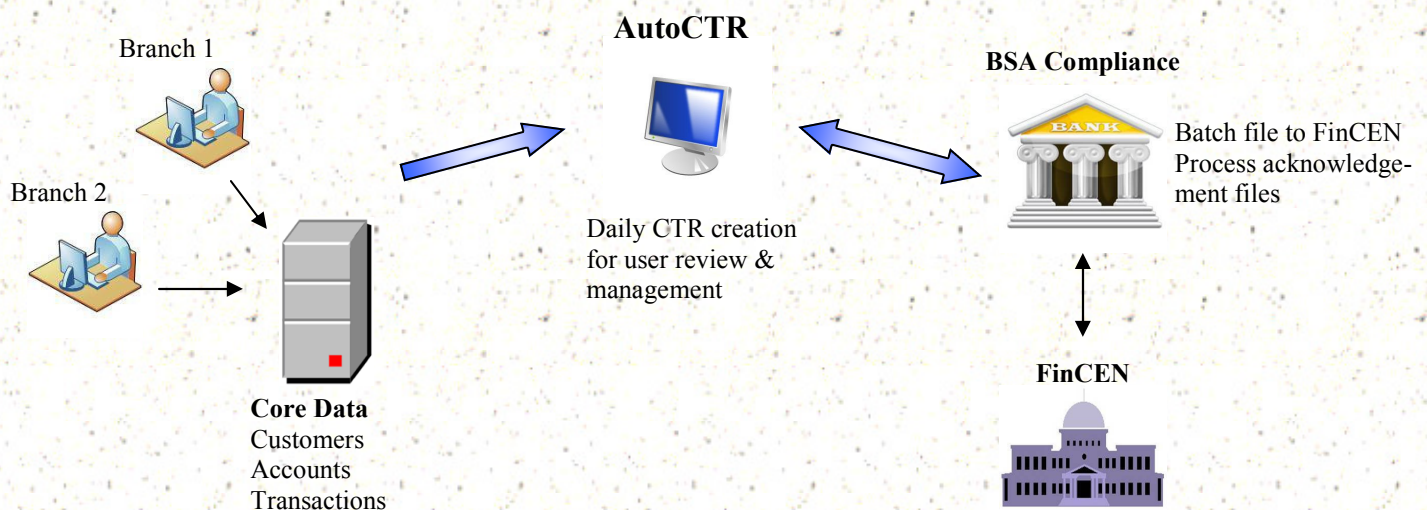 AutoCTR
Branch 1
BSA Compliance
BANK
Batch file to FinCEN
Process acknowledge-
ment files
Branch 2
Daily CTR creation
for user review &
management
FinCEN
Core Data
Customers
Accounts
Transactions